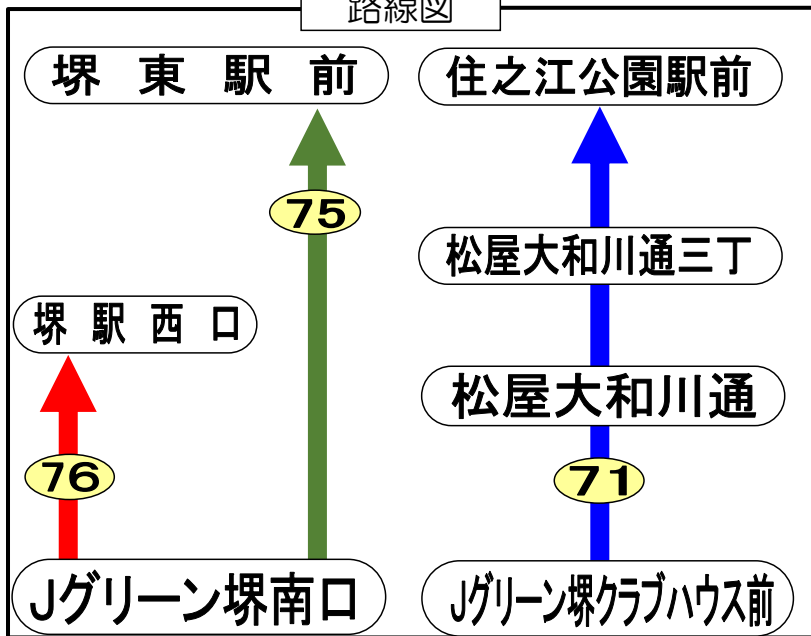 路線図
堺東駅前
住之江公園駅前
75
松屋大和川通三丁
堺駅西口
松屋大和川通
76
71
Jグリーン堺南口
Jグリーン堺クラブハウス前